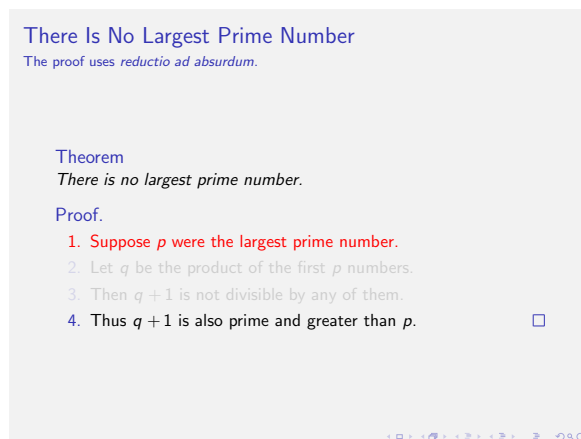 There Is No Largest Prime Number
The proof uses reductio ad absurdum.
Theorem
There is no largest prime number.
Proof.
1. Suppose p were the largest prime number.
2. Let q be the product of the first p numbers.
3. Then q + 1 is not divisible by any of them.
4. Thus q + 1 is also prime and greater than p.